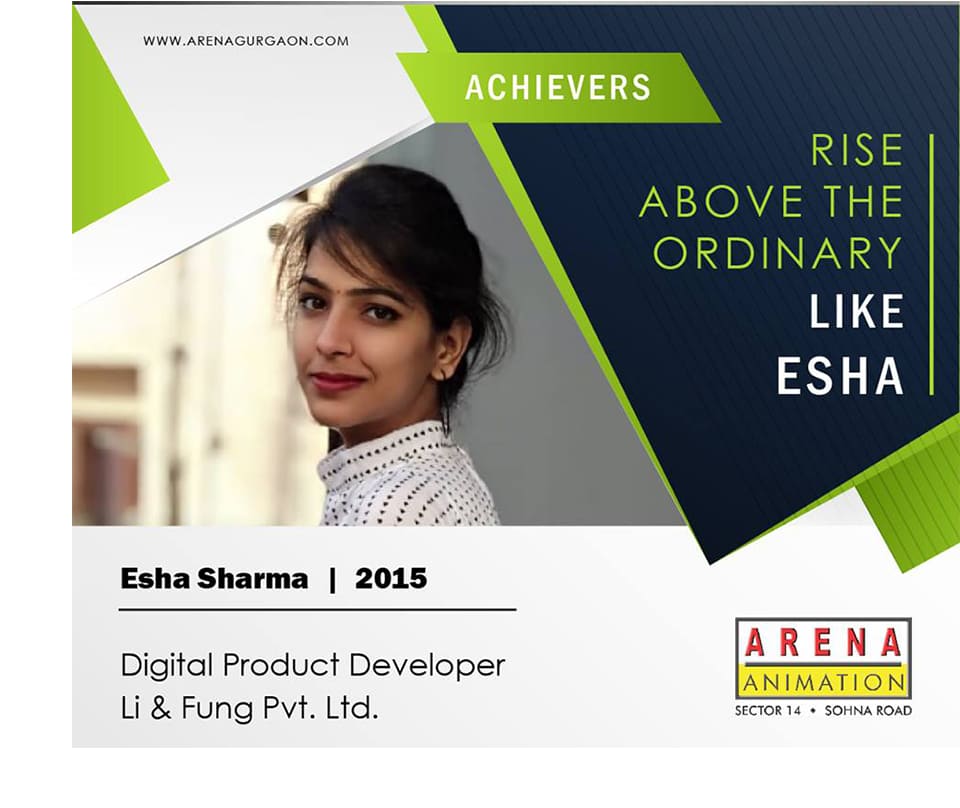 WWW.ARENAGURGAON.COM
ACHIEVERS
RISE
ABOVE THE
ORDINARY
LIKE
ESHA
Esha Sharma | 2015
Digital Product Developer
Li & Fung Pvt. Ltd.
ARENA
ANIMATION
SECTOR 14 • SOHNA ROAD